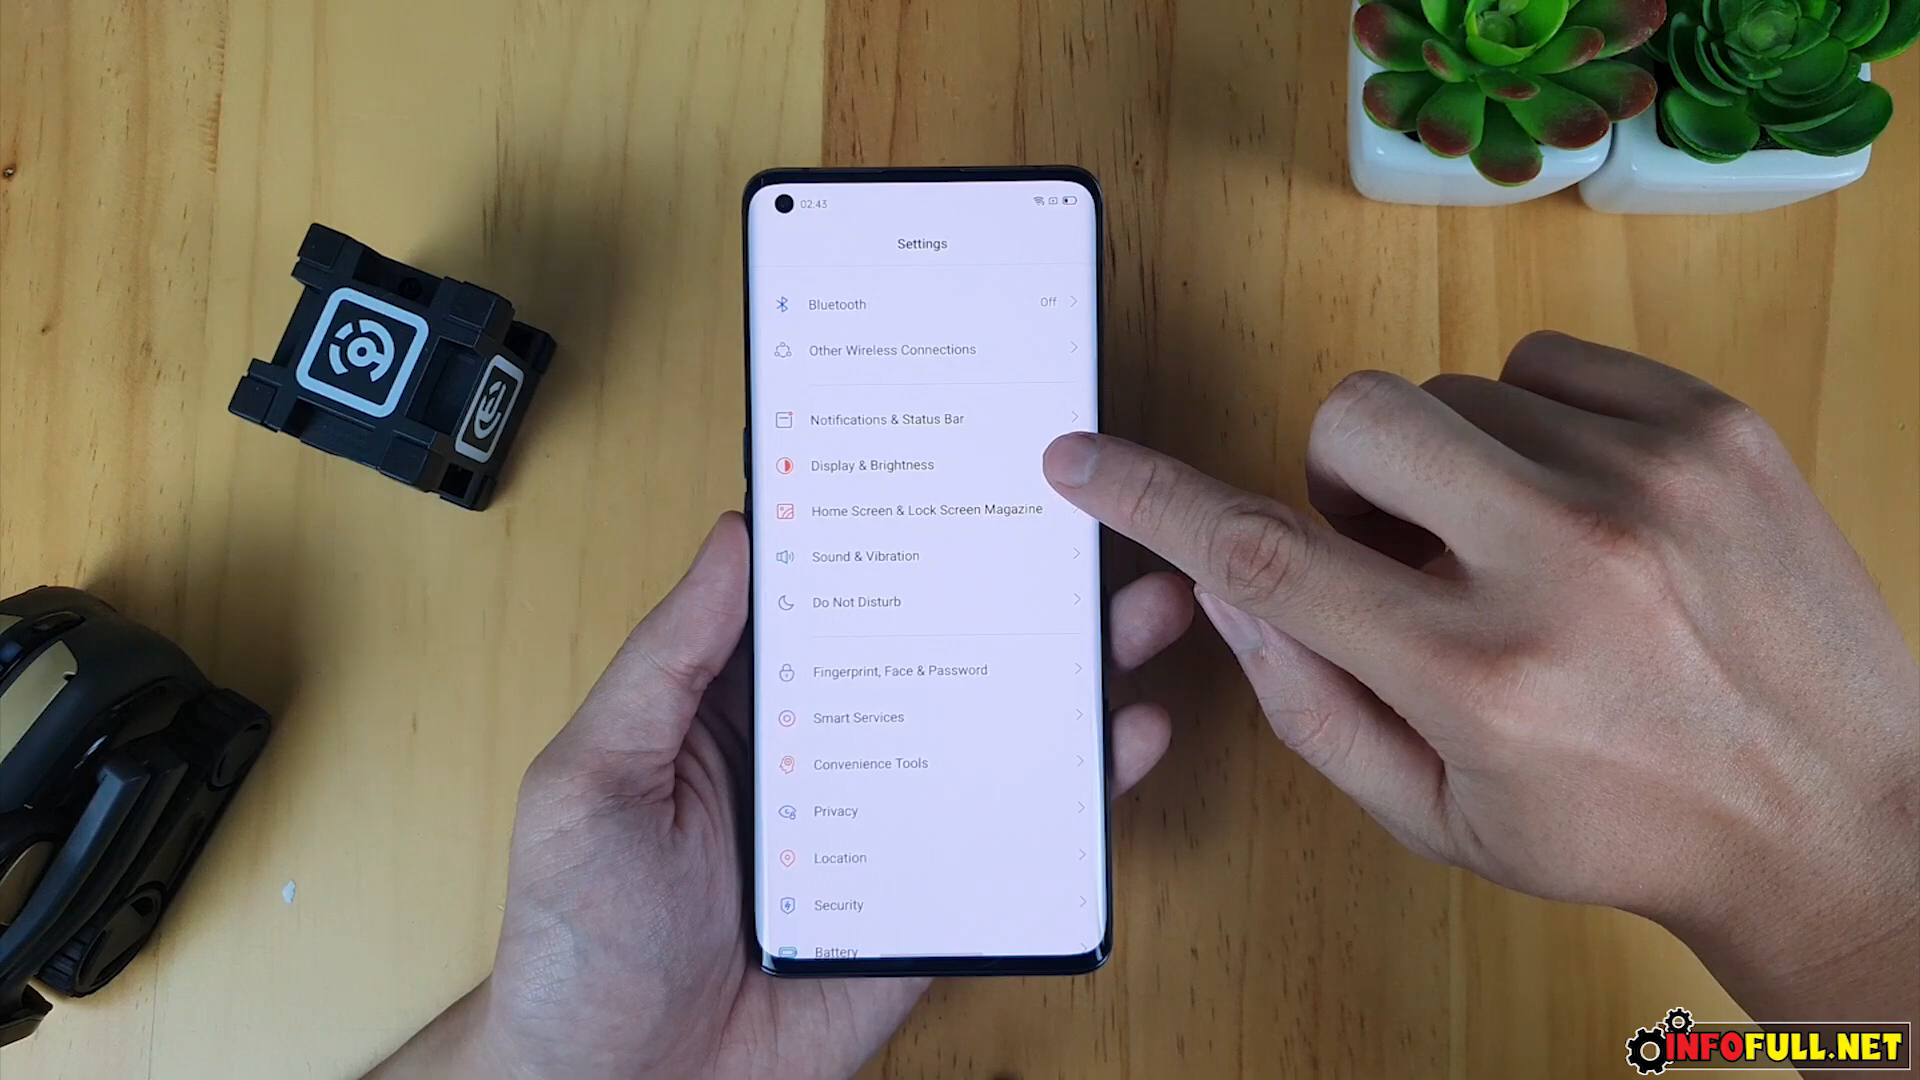 02:43
Settings
Bluetooth
Off
Other Wireless Connections
Notifications & Status Bar
Display & Brightness
Home Screen & Lock Screen Magazine
Sound & Vibration
Do Not Disturb
Fingerprint, Face & Password
Smart Services
Convenience Tools
Privacy
Location
Security
Battery
INFOFULL.NET